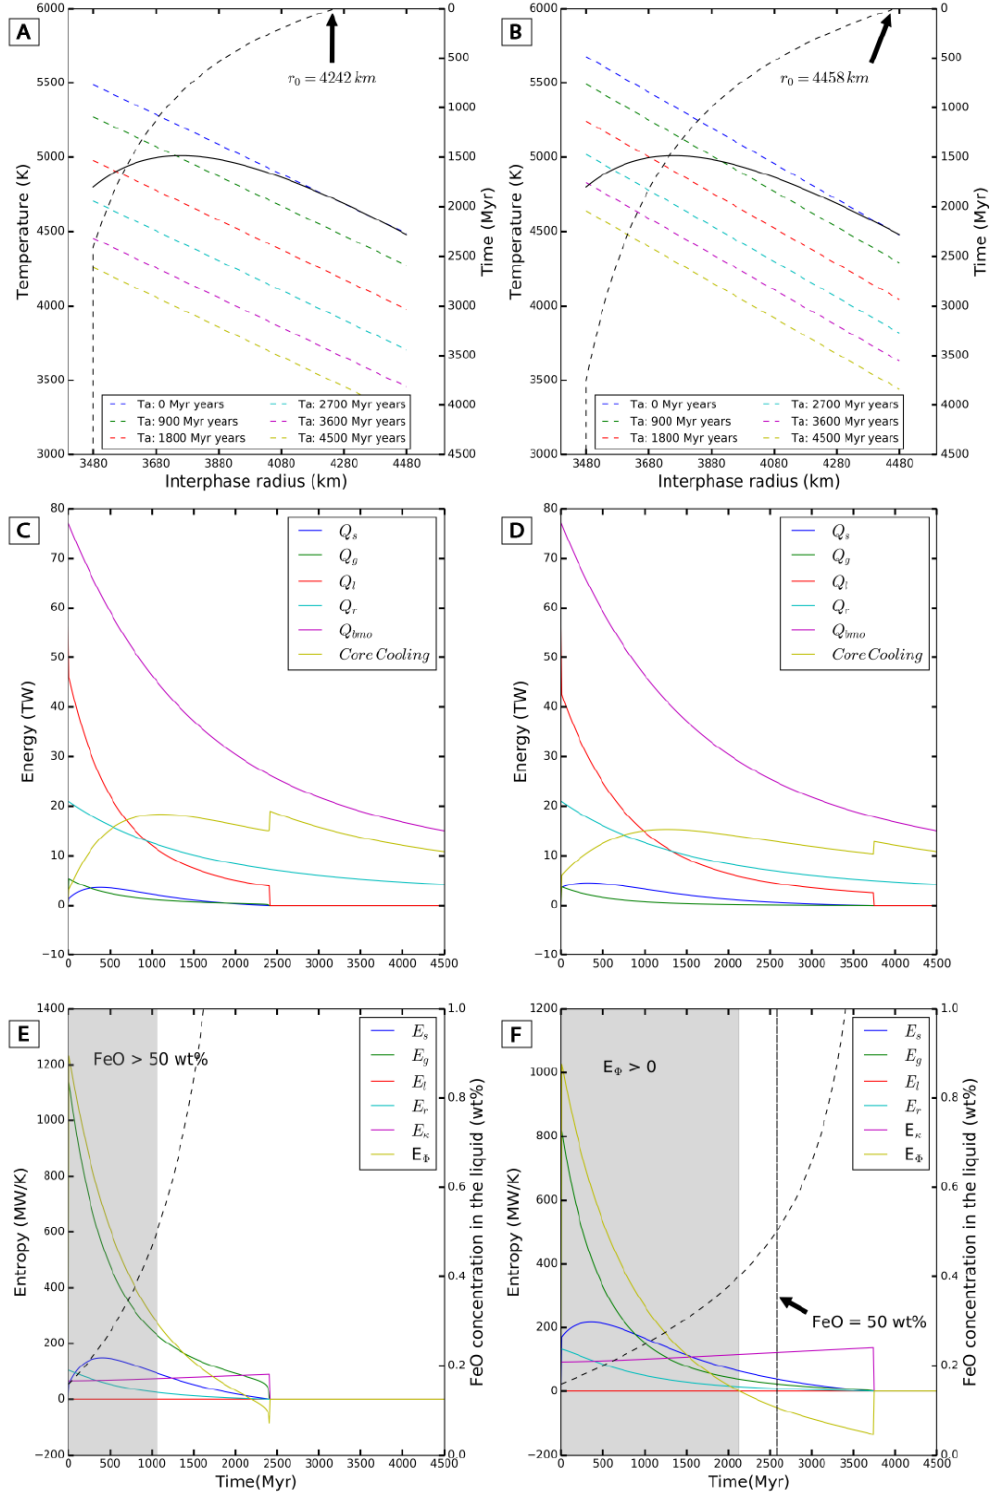 A
6000
5500
5000
4500
4000
3500
3000
Temperature (K)
r₀ = 4242 km
0
500
1000
1500
2000
2500
3000
3500
4000
4500
Time (Myr)
Ta: 0 Myr years
Ta: 900 Myr years
Ta: 1800 Myr years
Ta: 2700 Myr years
Ta: 3600 Myr years
Ta: 4500 Myr years
3480 3680 3880 4080 4280 4480
Interphase radius (km)
B
6000
5500
5000
4500
4000
3500
3000
Temperature (K)
r₀ = 4458 km
0
500
1000
1500
2000
2500
3000
3500
4000
4500
Time (Myr)
Ta: 0 Myr years
Ta: 900 Myr years
Ta: 1800 Myr years
Ta: 2700 Myr years
Ta: 3600 Myr years
Ta: 4500 Myr years
3480 3680 3880 4080 4280 4480
Interphase radius (km)
C
80
70
60
50
40
30
20
10
0
−10
Energy (TW)
Q_s
Q_g
Q_l
Q_r
Q_bmo
Core Cooling
0 500 1000 1500 2000 2500 3000 3500 4000 4500
D
80
70
60
50
40
30
20
10
0
−10
Energy (TW)
Q_s
Q_g
Q_l
Q_r
Q_bmo
Core Cooling
0 500 1000 1500 2000 2500 3000 3500 4000 4500
E
1400
1200
1000
800
600
400
200
0
−200
Entropy (MW/K)
FeO > 50 wt%
E_s
E_g
E_l
E_r
E_κ
E_Φ
1.0
0.8
0.6
0.4
0.2
0.0
FeO concentration in the liquid (wt%)
0 500 1000 1500 2000 2500 3000 3500 4000 4500
Time(Myr)
F
1200
1000
800
600
400
200
0
−200
Entropy (MW/K)
E_Φ > 0
E_s
E_g
E_l
E_r
E_κ
E_Φ
FeO = 50 wt%
1.0
0.8
0.6
0.4
0.2
0.0
FeO concentration in the liquid (wt%)
0 500 1000 1500 2000 2500 3000 3500 4000 4500
Time(Myr)